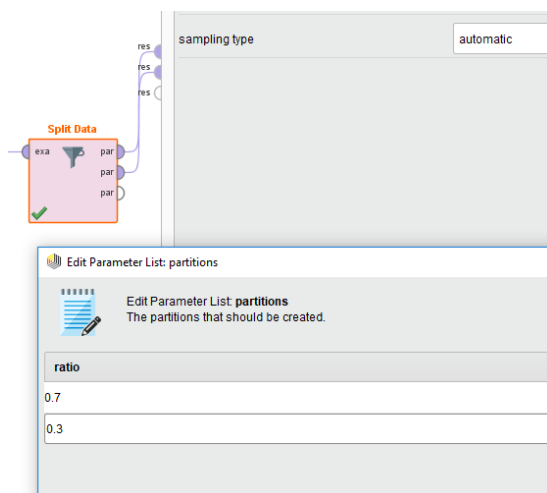 res
sampling type
automatic
res
res
Split Data
exa
par
par
par
Edit Parameter List: partitions
Edit Parameter List: partitions
The partitions that should be created.
ratio
0.7
0.3